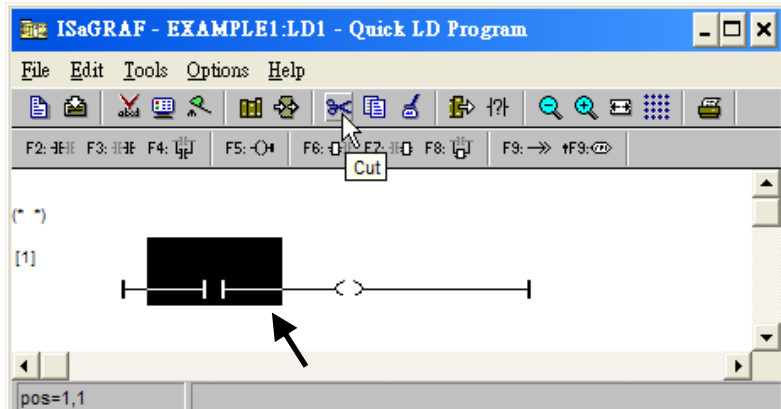 ISaGRAF - EXAMPLE1:LD1 - Quick LD Program
File Edit Tools Options Help
F2: F3: F4: F5: F6: F7: F8: F9: F9:
Cut
(* *)
[1]
pos=1,1